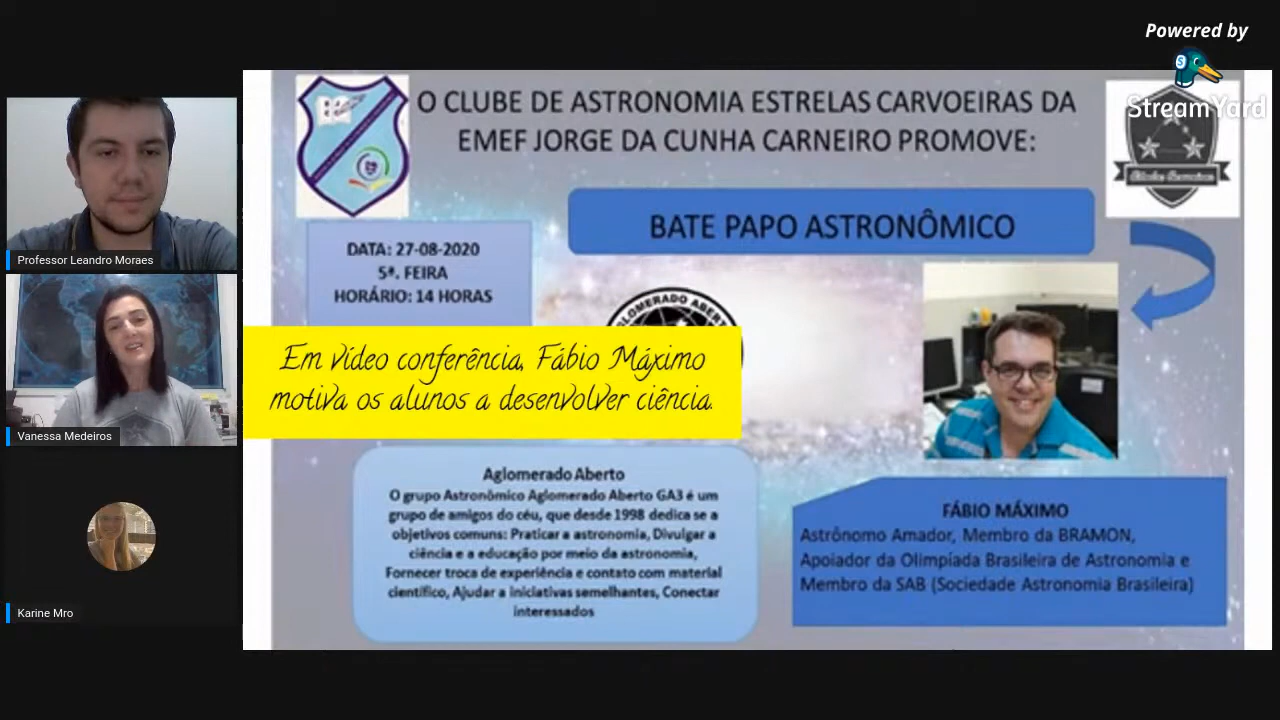 Powered by
StreamYard
O CLUBE DE ASTRONOMIA ESTRELAS CARVOEIRAS DA
EMEF JORGE DA CUNHA CARNEIRO PROMOVE:
BATE PAPO ASTRONÔMICO
DATA: 27-08-2020
5ª. FEIRA
HORÁRIO: 14 HORAS
Professor Leandro Moraes
Em vídeo conferência, Fábio Máximo
motiva os alunos a desenvolver ciência.
Vanessa Medeiros
Aglomerado Aberto
O grupo Astronômico Aglomerado Aberto GA3 é um
grupo de amigos do céu, que desde 1998 dedica se a
objetivos comuns: Praticar a astronomia, Divulgar a
ciência e a educação por meio da astronomia,
Fornecer troca de experiência e contato com material
científico, Ajudar a iniciativas semelhantes, Conectar
interessados
FÁBIO MÁXIMO
Astrônomo Amador, Membro da BRAMON,
Apoiador da Olimpíada Brasileira de Astronomia e
Membro da SAB (Sociedade Astronomia Brasileira)
Karine Mro